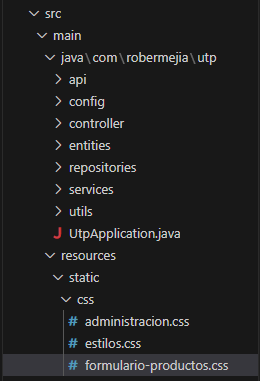 src
main
java\com\robermejia\utp
api
config
controller
entities
repositories
services
utils
J UtpApplication.java
resources
static
css
# administracion.css
# estilos.css
# formulario-productos.css